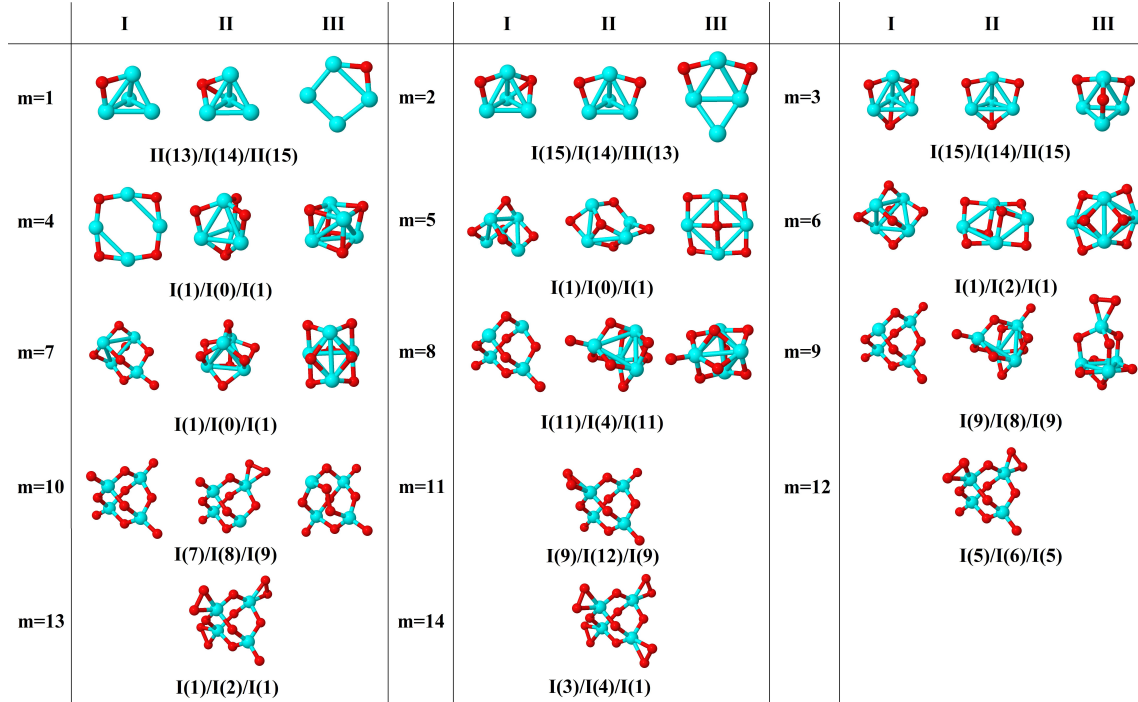 I II III I II III I II III
m=1 m=2 m=3
II(13)/I(14)/II(15) I(15)/I(14)/III(13) I(15)/I(14)/II(15)
m=4 m=5 m=6
I(1)/I(0)/I(1) I(1)/I(0)/I(1) I(1)/I(2)/I(1)
m=7 m=8 m=9
I(1)/I(0)/I(1) I(11)/I(4)/I(11) I(9)/I(8)/I(9)
m=10 m=11 m=12
I(7)/I(8)/I(9) I(9)/I(12)/I(9) I(5)/I(6)/I(5)
m=13 m=14
I(1)/I(2)/I(1) I(3)/I(4)/I(1)